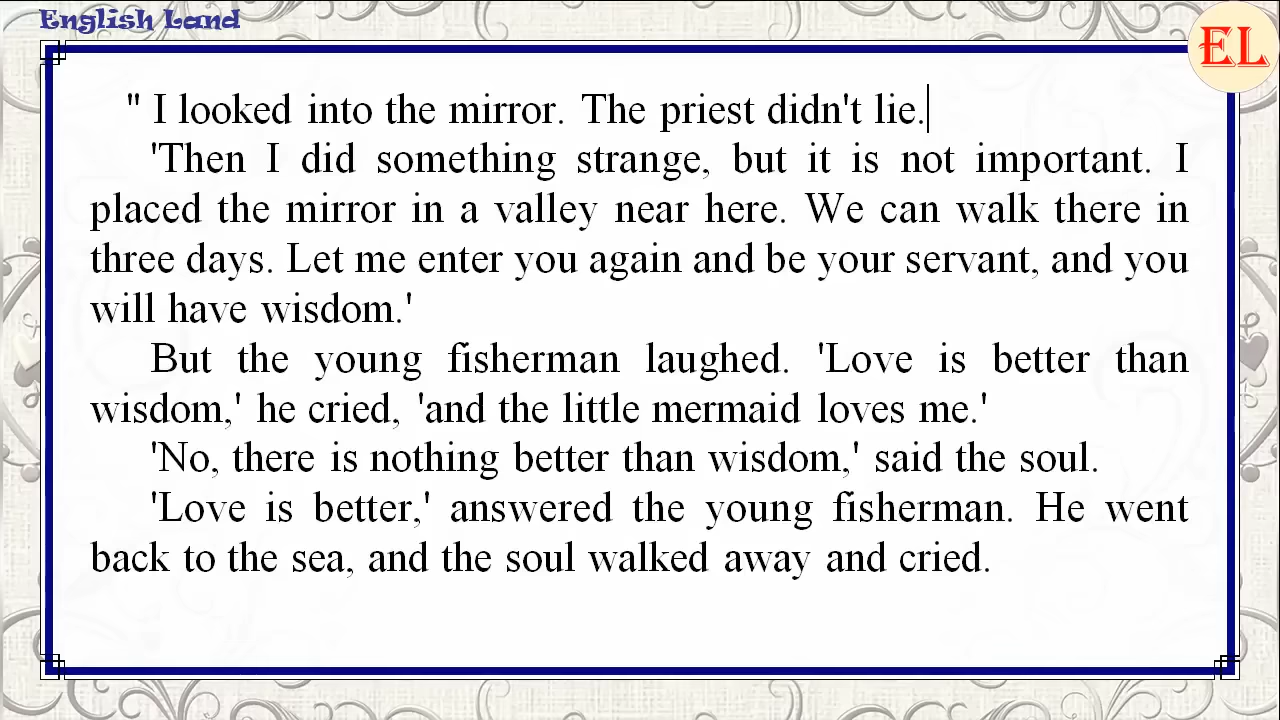 English Land
EL
" I looked into the mirror. The priest didn't lie.
'Then I did something strange, but it is not important. I
placed the mirror in a valley near here. We can walk there in
three days. Let me enter you again and be your servant, and you
will have wisdom.'
But the young fisherman laughed. 'Love is better than
wisdom,' he cried, 'and the little mermaid loves me.'
'No, there is nothing better than wisdom,' said the soul.
'Love is better,' answered the young fisherman. He went
back to the sea, and the soul walked away and cried.